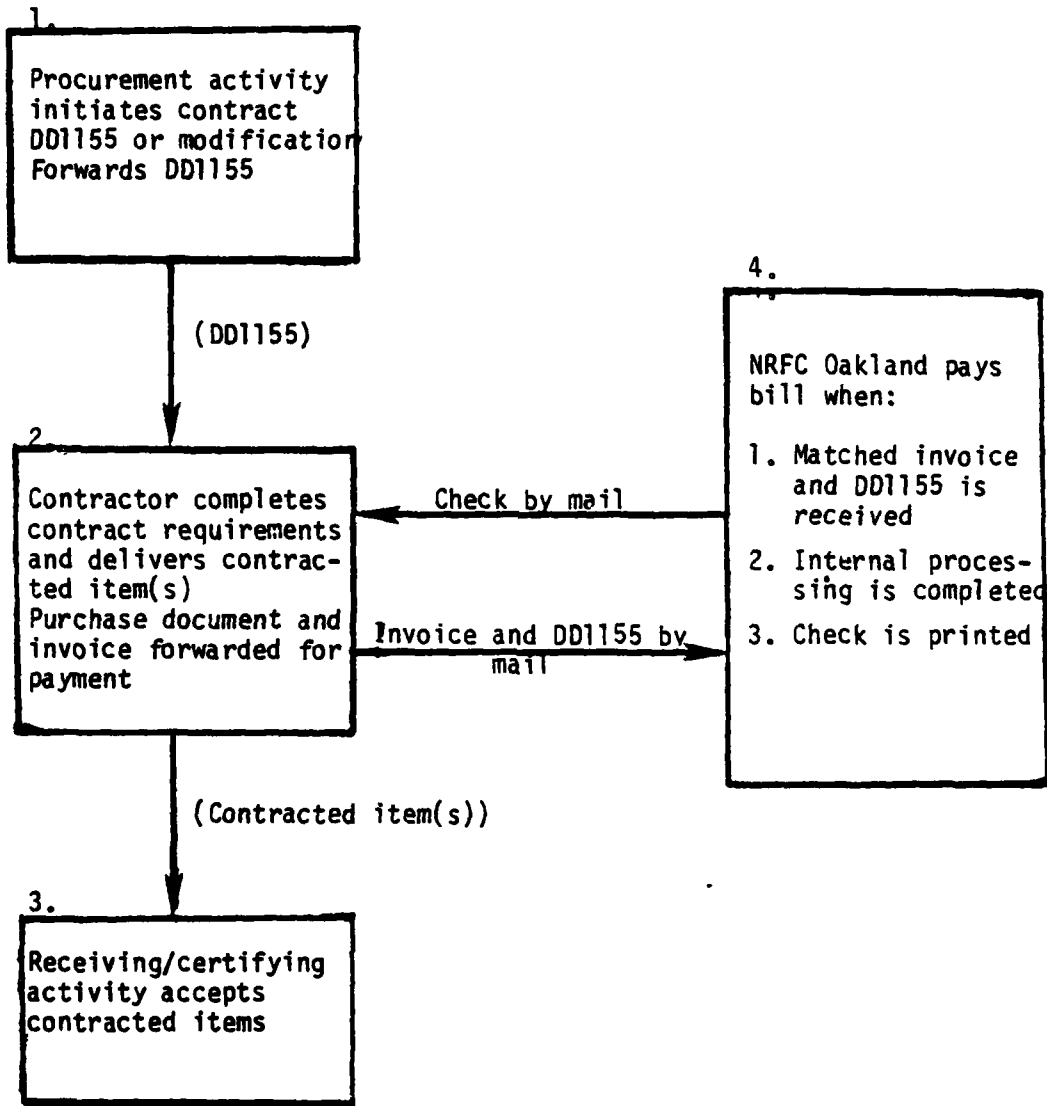 1.
Procurement activity
initiates contract
DD1155 or modification
Forwards DD1155
(DD1155)
2
Contractor completes
contract requirements
and delivers contrac-
ted item(s)
Purchase document and
invoice forwarded for
payment
Check by mail
Invoice and DD1155 by
mail
4.
NRFC Oakland pays
bill when:
1. Matched invoice
and DD1155 is
received
2. Internal proces-
sing is completed
3. Check is printed
(Contracted item(s))
3.
Receiving/certifying
activity accepts
contracted items